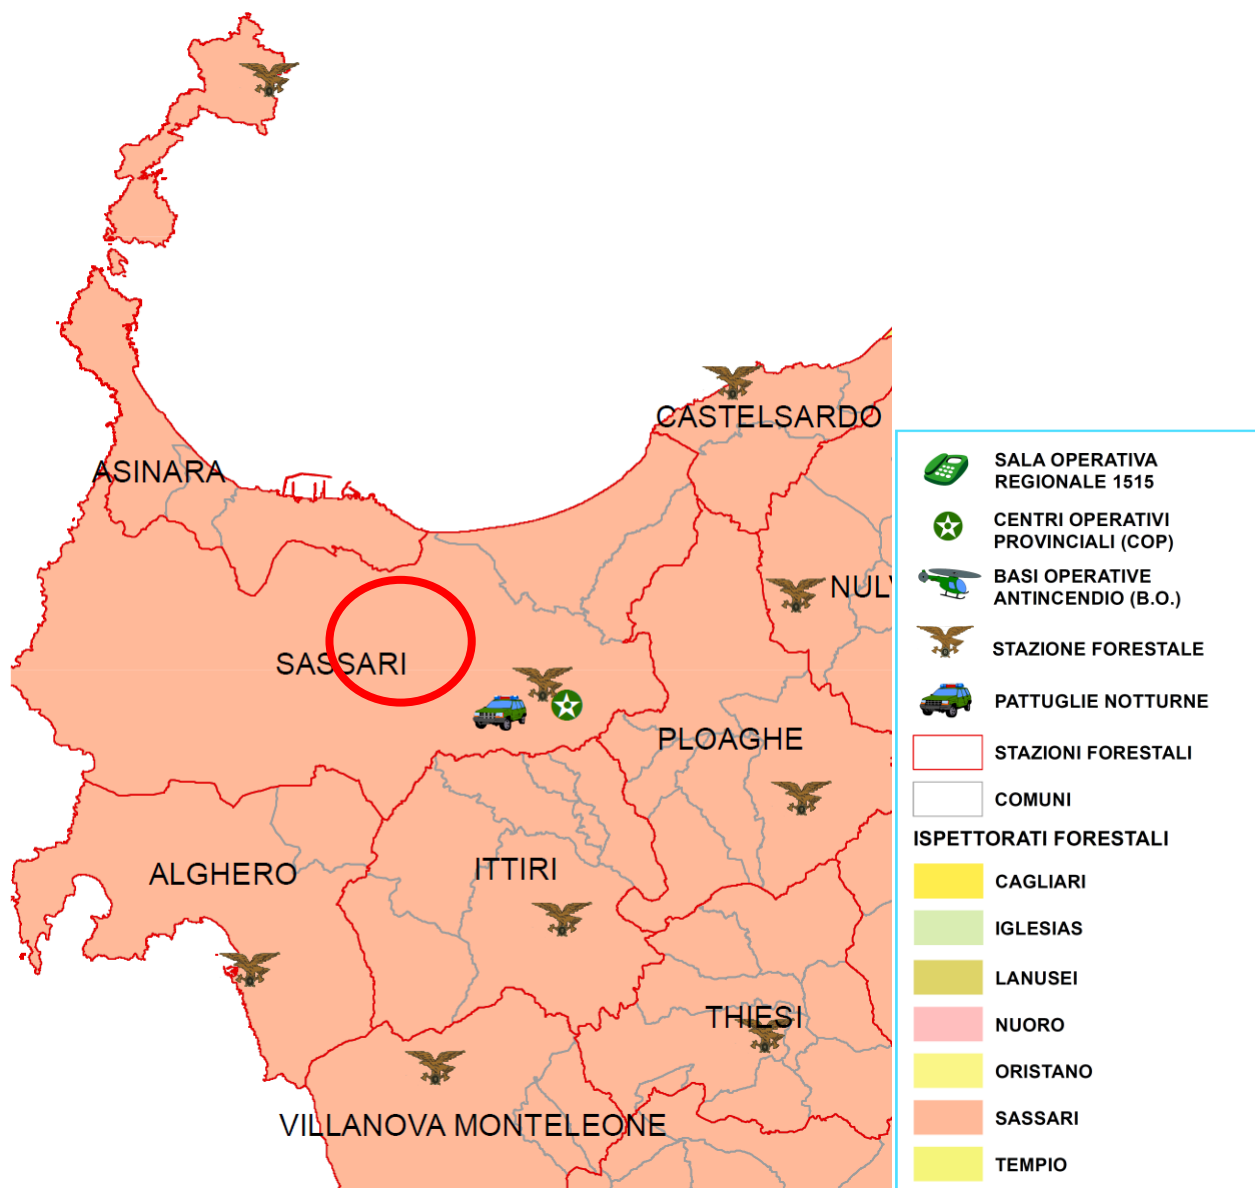 CASTELSARDO
ASINARA
NULV
SASSARI
PLOAGHE
ALGHERO
ITTIRI
THIESI
VILLANOVA MONTELEONE
SALA OPERATIVA
REGIONALE 1515
CENTRI OPERATIVI
PROVINCIALI (COP)
BASI OPERATIVE
ANTINCENDIO (B.O.)
STAZIONE FORESTALE
PATTUGLIE NOTTURNE
STAZIONI FORESTALI
COMUNI
ISPETTORATI FORESTALI
CAGLIARI
IGLESIAS
LANUSEI
NUORO
ORISTANO
SASSARI
TEMPIO